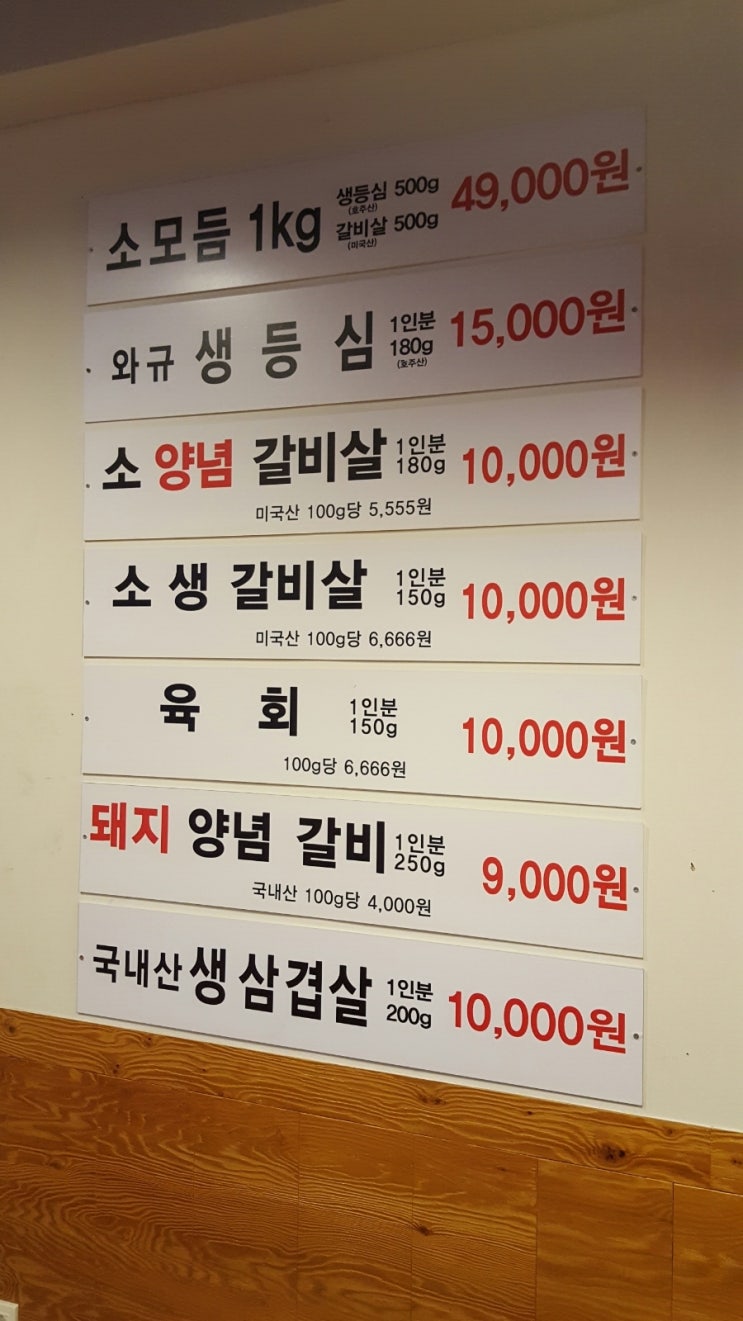 소모듬 1kg 생등심 500g 49,000원
(호주산)
갈비살 500g
(미국산)
와규 생등심 1인분 15,000원
180g
(호주산)
소 양념 갈비살 1인분 10,000원
180g
미국산 100g당 5,555원
소 생 갈비살 1인분 10,000원
150g
미국산 100g당 6,666원
육 회 1인분 10,000원
150g
100g당 6,666원
돼지 양념 갈비 1인분 9,000원
250g
국내산 100g당 4,000원
국내산 생 삼겹살 1인분 10,000원
200g